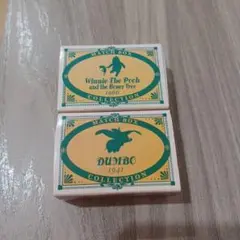 MATCH BOX
Winnie The Pooh
and the Honey Tree
1966
COLLECTION
MATCH BOX
DUMBO
1941
COLLECTION